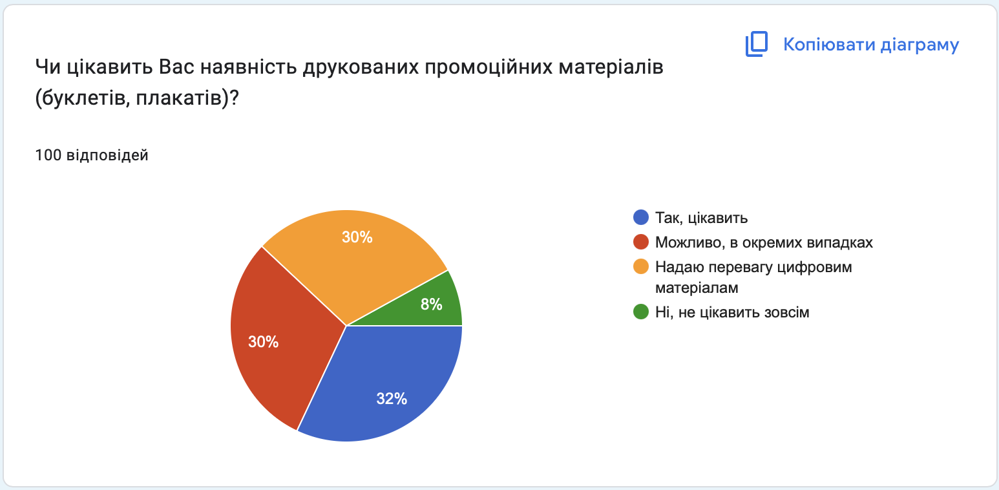 Копіювати діаграму
Чи цікавить Вас наявність друкованих промоційних матеріалів
(буклетів, плакатів)?
100 відповідей
30%
8%
30%
32%
Так, цікавить
Можливо, в окремих випадках
Надаю перевагу цифровим
матеріалам
Ні, не цікавить зовсім